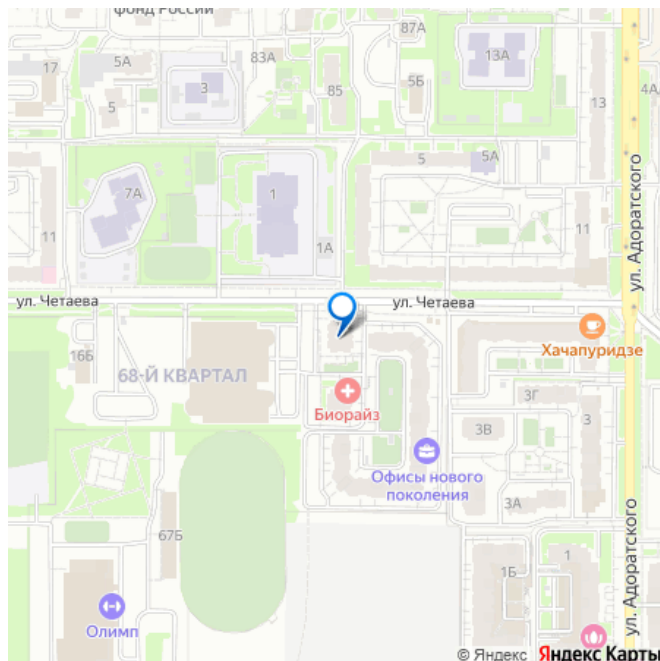 фонд России
87А
17
5А
83А
13А
3
85
5Б
4А
5
13
5
5А
7А
1
11
1А
11
ул. Адоратского
ул. Четаева
ул. Четаева
16Б
68-Й КВАРТАЛ
Хачапуридзе
Биорайз
3Г
3
3В
Офисы нового
поколения
3А
67Б
1Б
1
ул. Адоратского
Олимп
© Яндекс Яндекс Карты